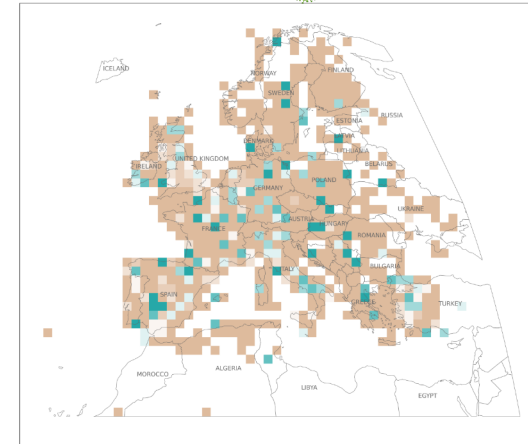 ICELAND
NORWAY
FINLAND
SWEDEN
RUSSIA
ESTONIA
LATVIA
DENMARK
LITHUANIA
UNITED KINGDOM
IRELAND
BELARUS
POLAND
GERMANY
UKRAINE
AUSTRIA
HUNGARY
FRANCE
ROMANIA
ITALY
BULGARIA
SPAIN
GREECE
TURKEY
MOROCCO
ALGERIA
LIBYA
EGYPT